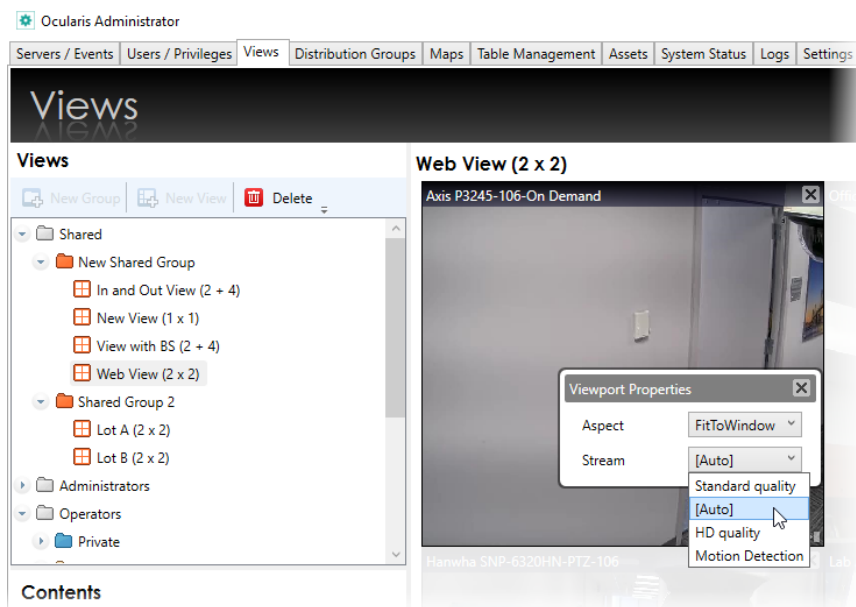 Ocularis Administrator
Servers / Events Users / Privileges Views Distribution Groups Maps Table Management Assets System Status Logs Settings
Views
Views
New Group New View Delete
Shared
New Shared Group
In and Out View (2 + 4)
New View (1 x 1)
View with BS (2 + 4)
Web View (2 x 2)
Shared Group 2
Lot A (2 x 2)
Lot B (2 x 2)
Administrators
Operators
Private
Contents
Web View (2 x 2)
Axis P3245-106-On Demand
Viewport Properties
Aspect FitToWindow
Stream [Auto]
Standard quality
[Auto]
HD quality
Motion Detection
Hanwha SNP-6320HN-PTZ-106
Lab